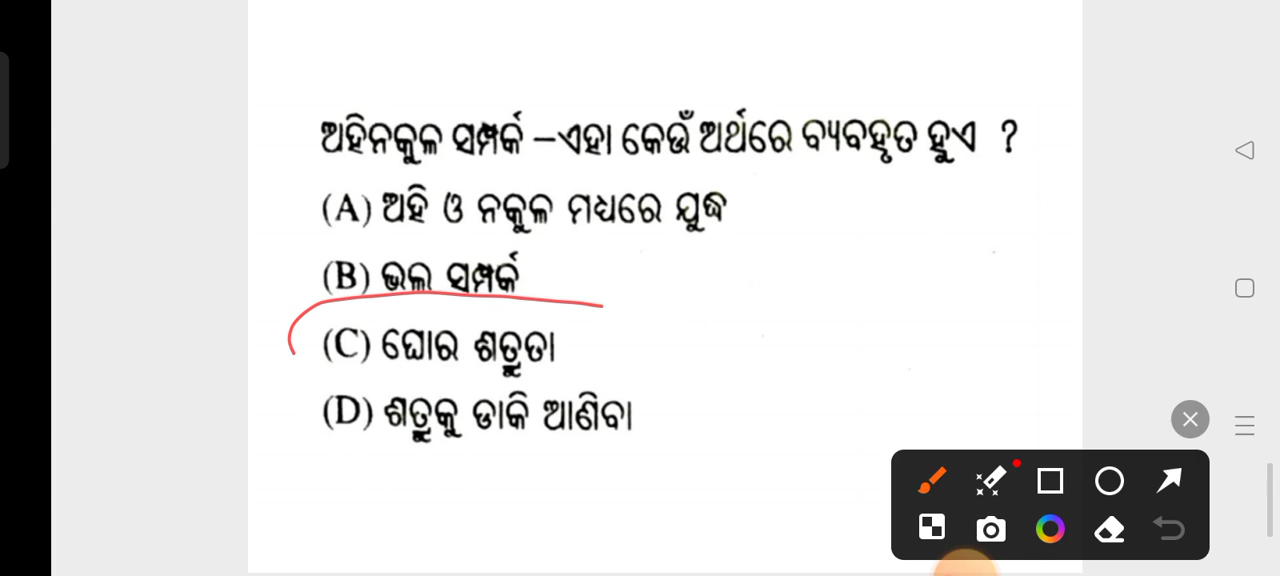 ଅହିନକୁଳ ସମ୍ପର୍କ –ଏହା କେଉଁ ଅର୍ଥରେ ବ୍ୟବହୃତ ହୁଏ ?
(A) ଅହି ଓ ନକୁଳ ମଧ୍ୟରେ ଯୁଦ୍ଧ
(B) ଭଲ ସମ୍ପର୍କ
(C) ଘୋର ଶତ୍ରୁତା
(D) ଶତ୍ରୁକୁ ଡାକି ଆଣିବା